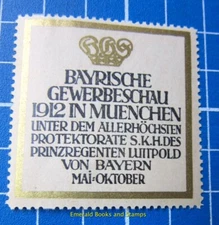 BAYRISCHE
GEWERBESCHAU
1912 IN MUENCHEN
UNTER DEM ALLERHÖCHSTEN
PROTEKTORATE S.K.H.DES
PRINZREGENTEN LUITPOLD
VON BAYERN
MAI-OKTOBER
Emerald Books and Stamps